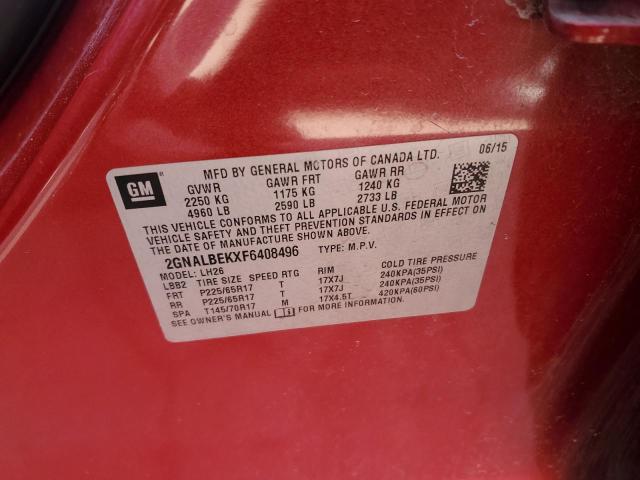 MFD BY GENERAL MOTORS OF CANADA LTD. 06/15
GM
GVWR GAWR FRT GAWR RR
2250 KG 1175 KG 1240 KG
4960 LB 2590 LB 2733 LB
THIS VEHICLE CONFORMS TO ALL APPLICABLE U.S. FEDERAL MOTOR
VEHICLE SAFETY AND THEFT PREVENTION STANDARDS IN EFFECT ON
THE DATE OF MANUFACTURE SHOWN ABOVE.
2GNALBEKXF6408496 TYPE: M.P.V.
MODEL: LH26
LBB2 TIRE SIZE SPEED RTG RIM COLD TIRE PRESSURE
FRT P225/65R17 T 17X7J 240KPA(35PSI)
RR P225/65R17 T 17X7J 240KPA(35PSI)
SPA T145/70R17 M 17X4.5T 420KPA(60PSI)
SEE OWNER'S MANUAL FOR MORE INFORMATION.